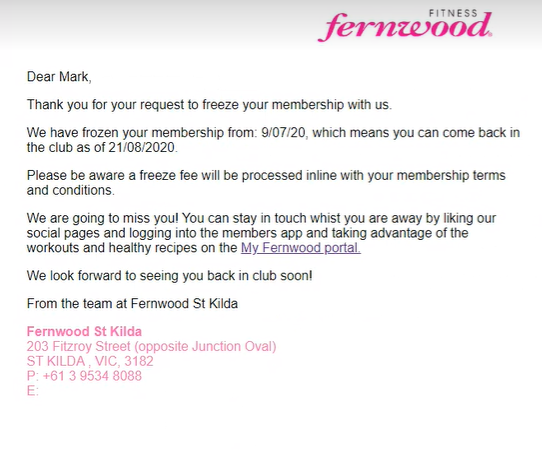 FITNESS
fernwood
Dear Mark,
Thank you for your request to freeze your membership with us.
We have frozen your membership from: 9/07/20, which means you can come back in
the club as of 21/08/2020.
Please be aware a freeze fee will be processed inline with your membership terms
and conditions.
We are going to miss you! You can stay in touch whist you are away by liking our
social pages and logging into the members app and taking advantage of the
workouts and healthy recipes on the My Fernwood portal.
We look forward to seeing you back in club soon!
From the team at Fernwood St Kilda
Fernwood St Kilda
203 Fitzroy Street (opposite Junction Oval)
ST KILDA , VIC, 3182
P: +61 3 9534 8088
E: